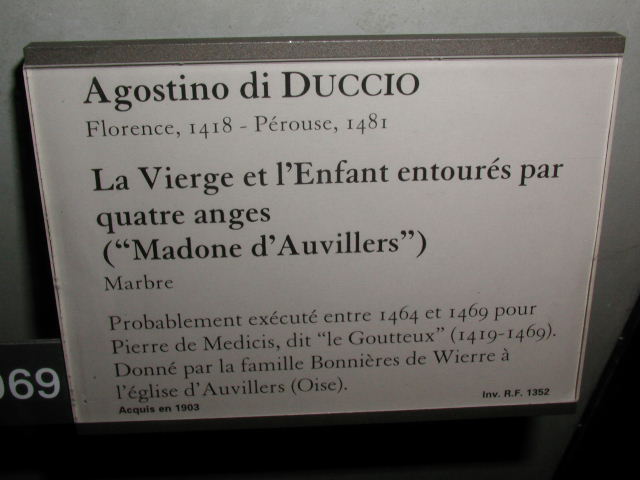 Agostino di DUCCIO
Florence, 1418 - Pérouse, 1481
La Vierge et l'Enfant entourés par
quatre anges
("Madone d'Auvillers")
Marbre
Probablement exécuté entre 1464 et 1469 pour
Pierre de Medicis, dit "le Goutteux" (1419-1469).
Donné par la famille Bonnières de Wierre à
l'église d'Auvillers (Oise).
Acquis en 1903
Inv. R.F. 1352
069